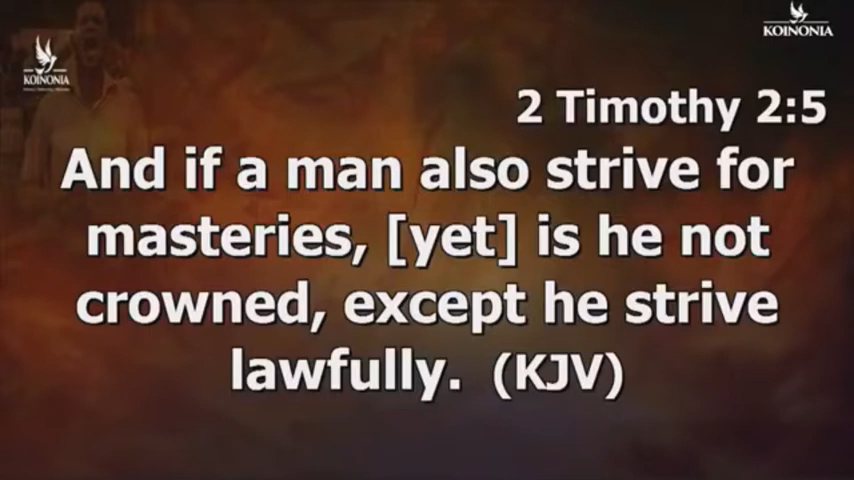 KOINONIA
KOINONIA
2 Timothy 2:5
And if a man also strive for
masteries, [yet] is he not
crowned, except he strive
lawfully. (KJV)